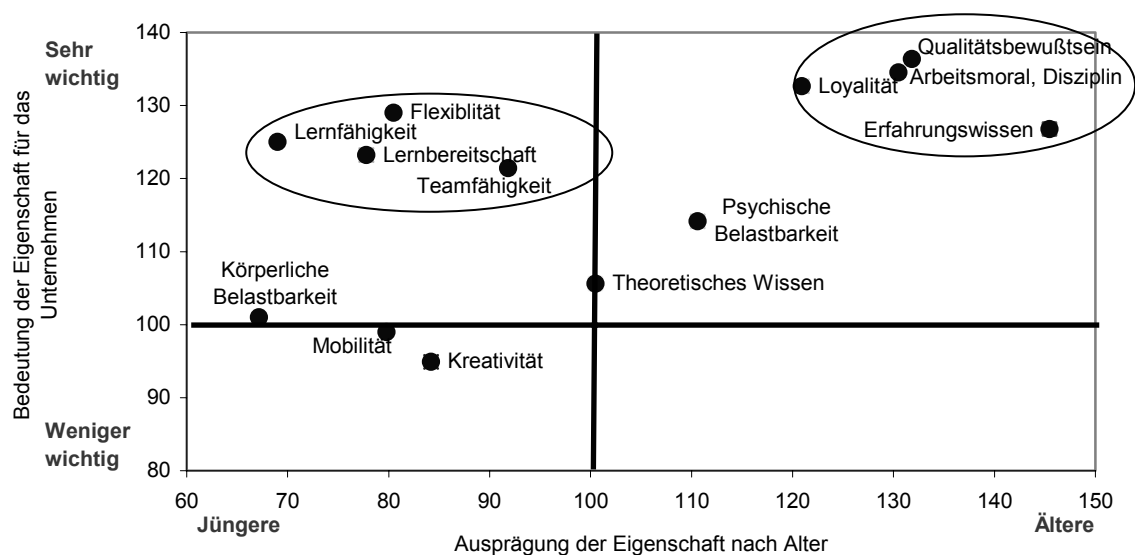 140
Sehr
wichtig
Qualitätsbewußtsein
Arbeitsmoral, Disziplin
Loyalität
130
Flexiblität
Lernfähigkeit
Erfahrungswissen
Lernbereitschaft
120
Teamfähigkeit
Psychische
Belastbarkeit
110
Körperliche
Belastbarkeit
Theoretisches Wissen
100
Mobilität
Kreativität
90
Weniger
wichtig
80
60 70 80 90 100 110 120 130 140 150
Jüngere
Ältere
Ausprägung der Eigenschaft nach Alter
Bedeutung der Eigenschaft für das
Unternehmen